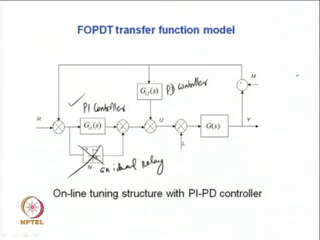 FOPDT transfer function model
M
PI Controller
G_c2(s)
PD Controller
R
G_c1(s)
U
G(s)
Y
L
N
an ideal Relay
On-line tuning structure with PI-PD controller
NPTEL